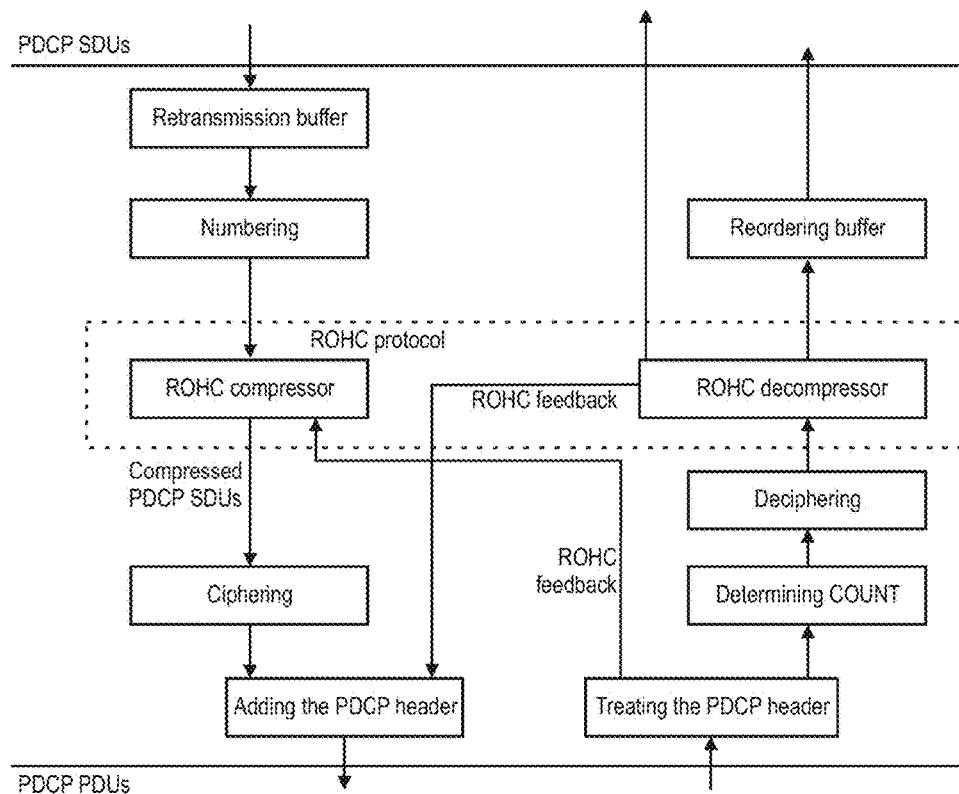 PDCP SDUs
Retransmission buffer
Numbering
Reordering buffer
ROHC protocol
ROHC compressor
ROHC feedback
ROHC decompressor
Compressed
PDCP SDUs
Deciphering
ROHC
feedback
Ciphering
Determining COUNT
Adding the PDCP header
Treating the PDCP header
PDCP PDUs